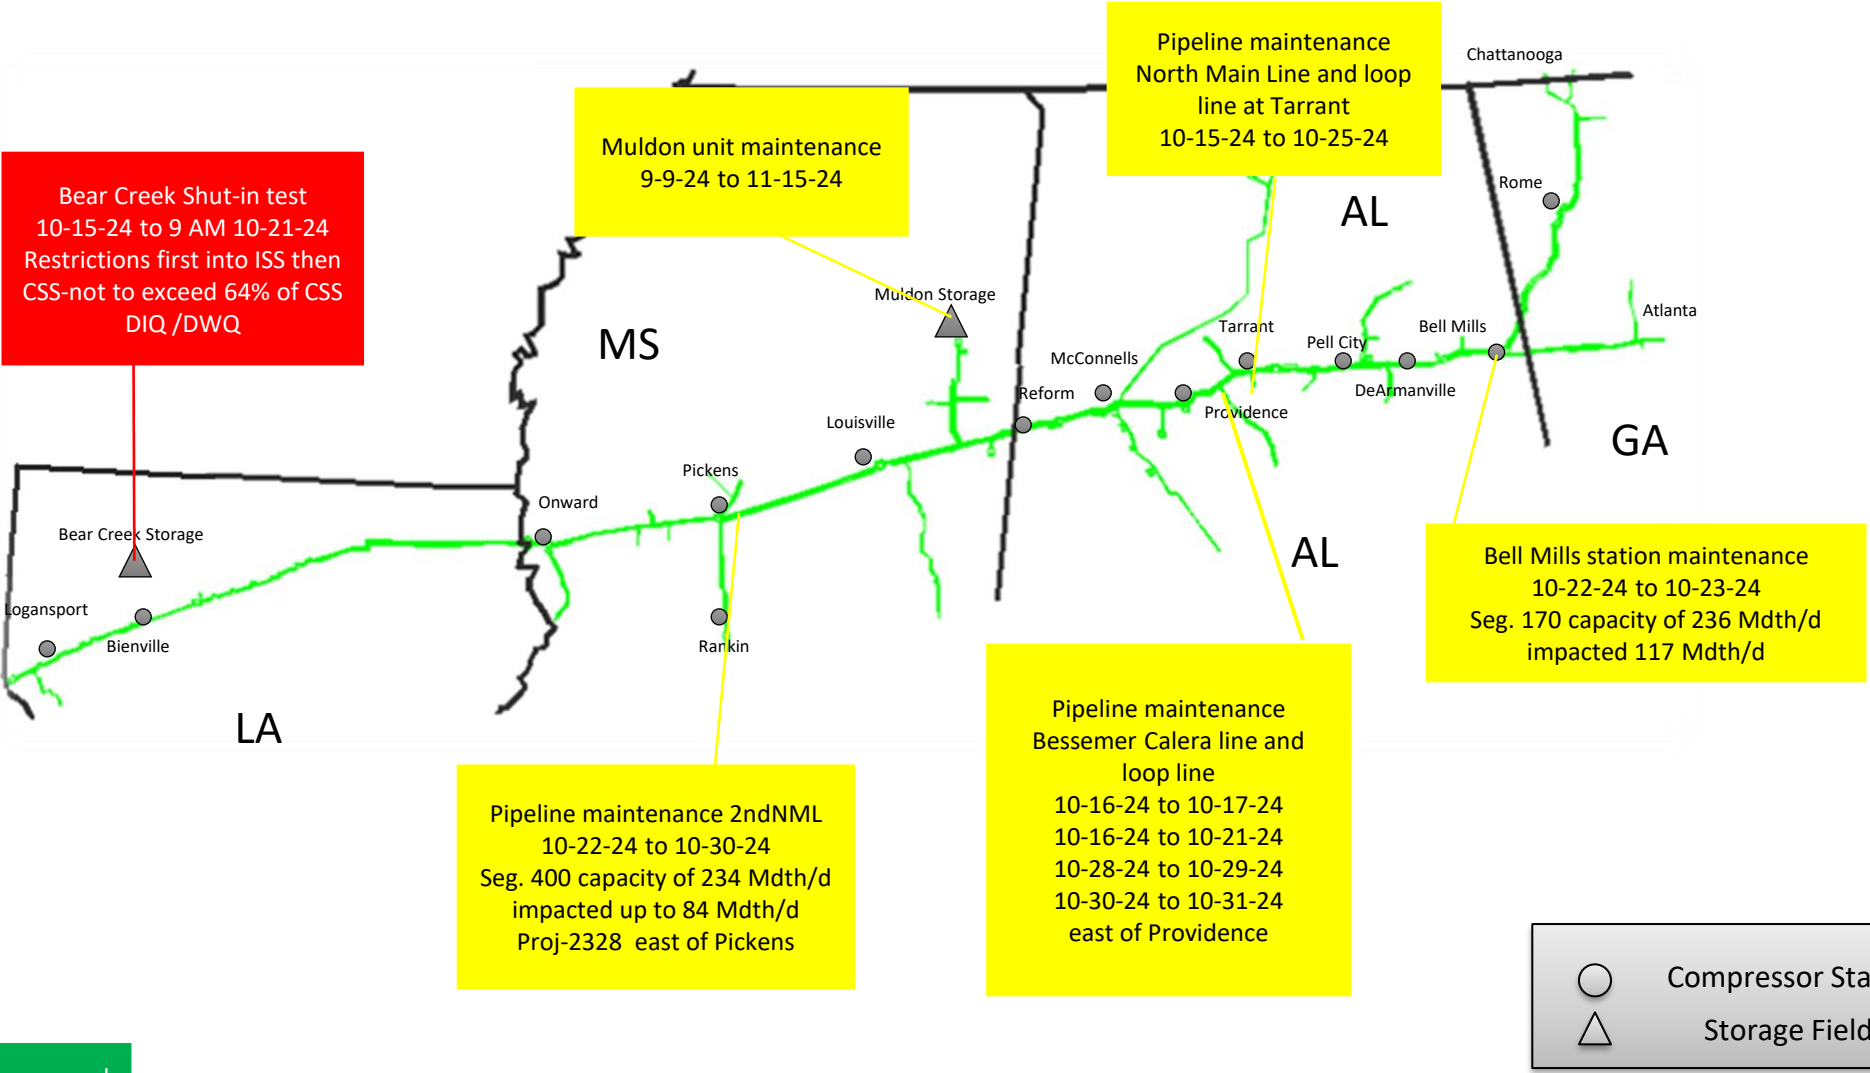 Pipeline maintenance
North Main Line and loop
line at Tarrant
10-15-24 to 10-25-24
Chattanooga
Muldon unit maintenance
9-9-24 to 11-15-24
Bear Creek Shut-in test
10-15-24 to 9 AM 10-21-24
Restrictions first into ISS then
CSS-not to exceed 64% of CSS
DIQ /DWQ
Rome
AL
Muldon Storage
MS
Tarrant
Pell City
Bell Mills
Atlanta
McConnells
Reform
Providence
DeArmanville
Louisville
GA
Pickens
Onward
Bear Creek Storage
AL
Logansport
Bienville
Rankin
LA
Bell Mills station maintenance
10-22-24 to 10-23-24
Seg. 170 capacity of 236 Mdth/d
impacted 117 Mdth/d
Pipeline maintenance
Bessemer Calera line and
loop line
10-16-24 to 10-17-24
10-16-24 to 10-21-24
10-28-24 to 10-29-24
10-30-24 to 10-31-24
east of Providence
Pipeline maintenance 2ndNML
10-22-24 to 10-30-24
Seg. 400 capacity of 234 Mdth/d
impacted up to 84 Mdth/d
Proj-2328 east of Pickens
Compressor Sta
Storage Field